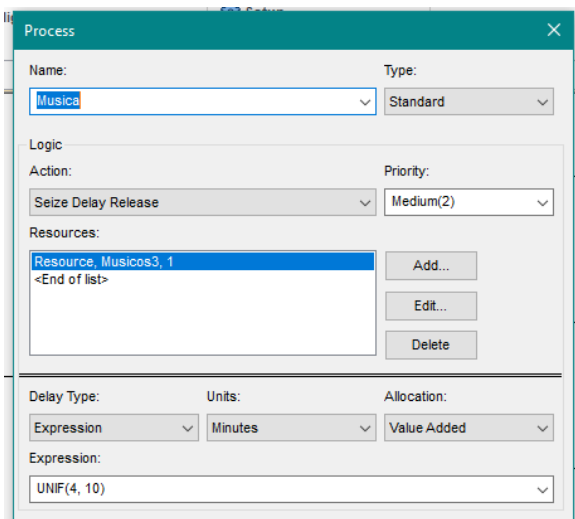 Process
Name: Type:
Musica Standard
Logic
Action: Priority:
Seize Delay Release Medium(2)
Resources:
Resource, Musicos3, 1
<End of list>
Add...
Edit...
Delete
Delay Type: Units: Allocation:
Expression Minutes Value Added
Expression:
UNIF(4, 10)